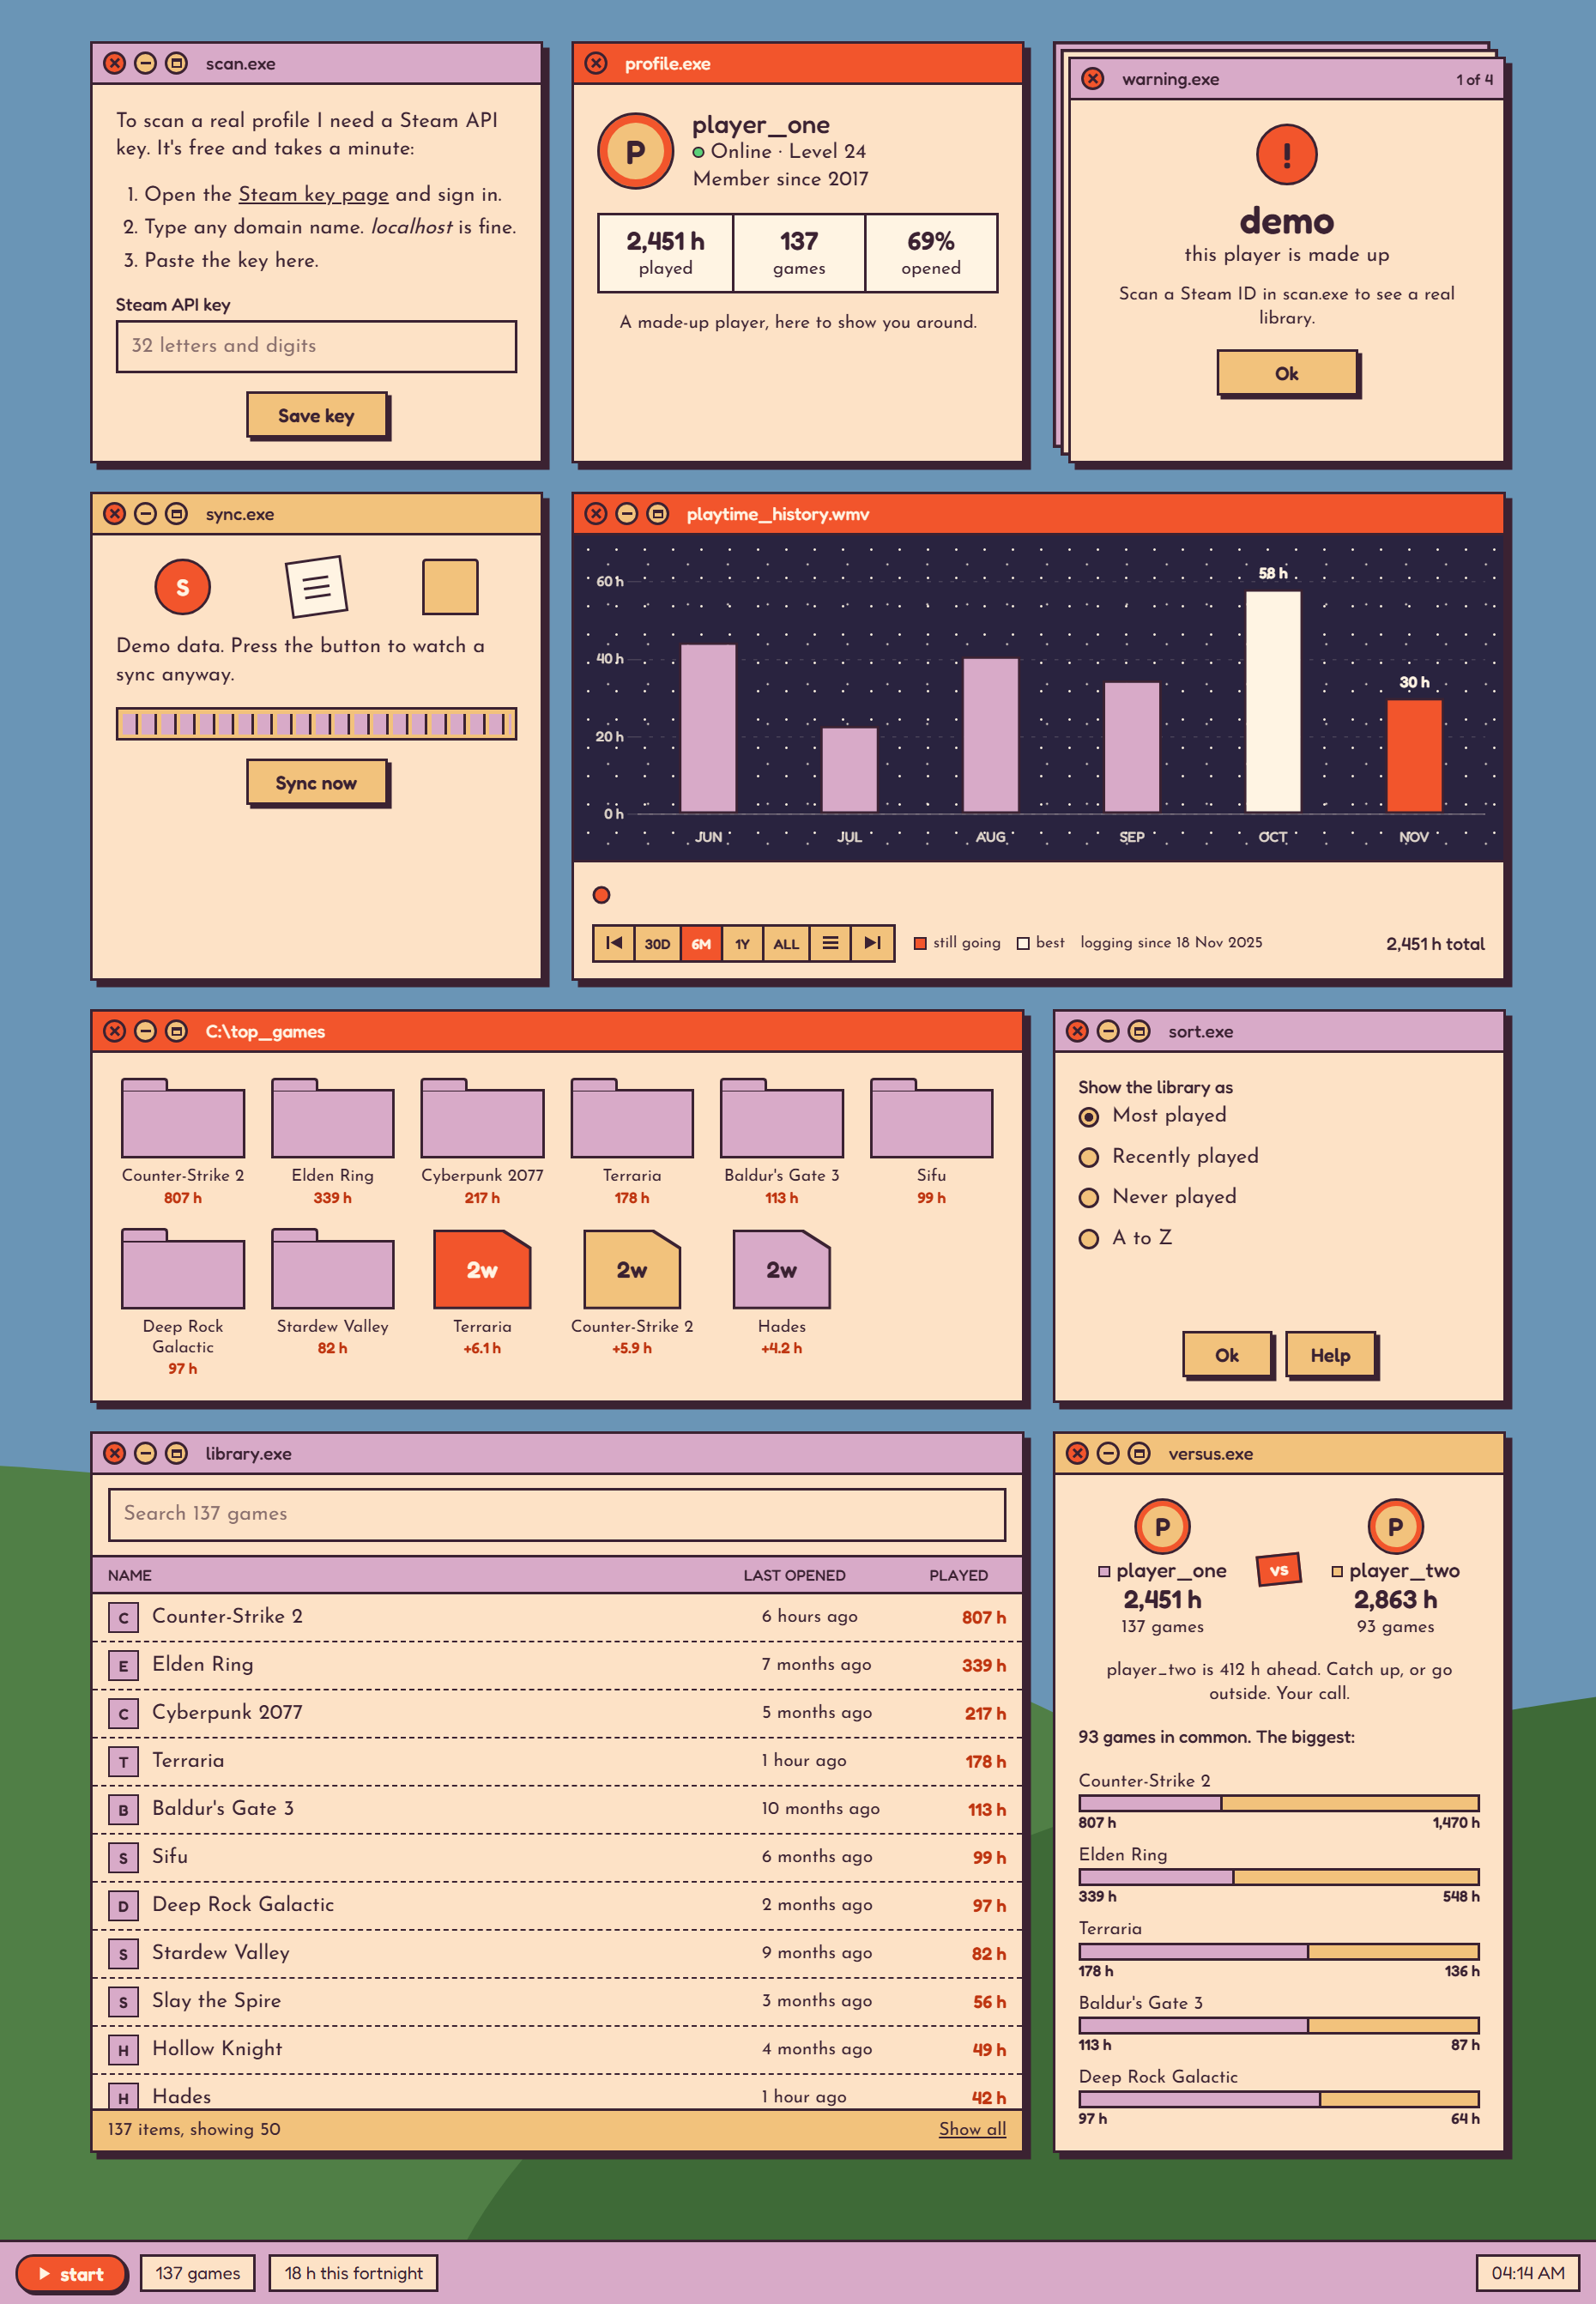 scan.exe
To scan a real profile I need a Steam API
key. It's free and takes a minute:
1. Open the Steam key page and sign in.
2. Type any domain name. localhost is fine.
3. Paste the key here.
Steam API key
32 letters and digits
Save key
profile.exe
P
player_one
Online · Level 24
Member since 2017
2,451 h
played
137
games
69%
opened
A made-up player, here to show you around.
warning.exe
1 of 4
!
demo
this player is made up
Scan a Steam ID in scan.exe to see a real
library.
Ok
sync.exe
S
Demo data. Press the button to watch a
sync anyway.
Sync now
playtime_history.wmv
60 h
40 h
20 h
0 h
58 h
30 h
JUN
JUL
AUG
SEP
OCT
NOV
30D
6M
1Y
ALL
still going
best
logging since 18 Nov 2025
2,451 h total
C:\top_games
Counter-Strike 2
807 h
Elden Ring
339 h
Cyberpunk 2077
217 h
Terraria
178 h
Baldur's Gate 3
113 h
Sifu
99 h
Deep Rock
Galactic
97 h
Stardew Valley
82 h
2w
Terraria
+6.1 h
2w
Counter-Strike 2
+5.9 h
2w
Hades
+4.2 h
sort.exe
Show the library as
Most played
Recently played
Never played
A to Z
Ok
Help
library.exe
Search 137 games
NAME LAST OPENED PLAYED
C Counter-Strike 2 6 hours ago 807 h
E Elden Ring 7 months ago 339 h
C Cyberpunk 2077 5 months ago 217 h
T Terraria 1 hour ago 178 h
B Baldur's Gate 3 10 months ago 113 h
S Sifu 6 months ago 99 h
D Deep Rock Galactic 2 months ago 97 h
S Stardew Valley 9 months ago 82 h
S Slay the Spire 3 months ago 56 h
H Hollow Knight 4 months ago 49 h
H Hades 1 hour ago 42 h
137 items, showing 50
Show all
versus.exe
P
player_one
2,451 h
137 games
vs
P
player_two
2,863 h
93 games
player_two is 412 h ahead. Catch up, or go
outside. Your call.
93 games in common. The biggest:
Counter-Strike 2
807 h 1,470 h
Elden Ring
339 h 548 h
Terraria
178 h 136 h
Baldur's Gate 3
113 h 87 h
Deep Rock Galactic
97 h 64 h
start
137 games
18 h this fortnight
04:14 AM